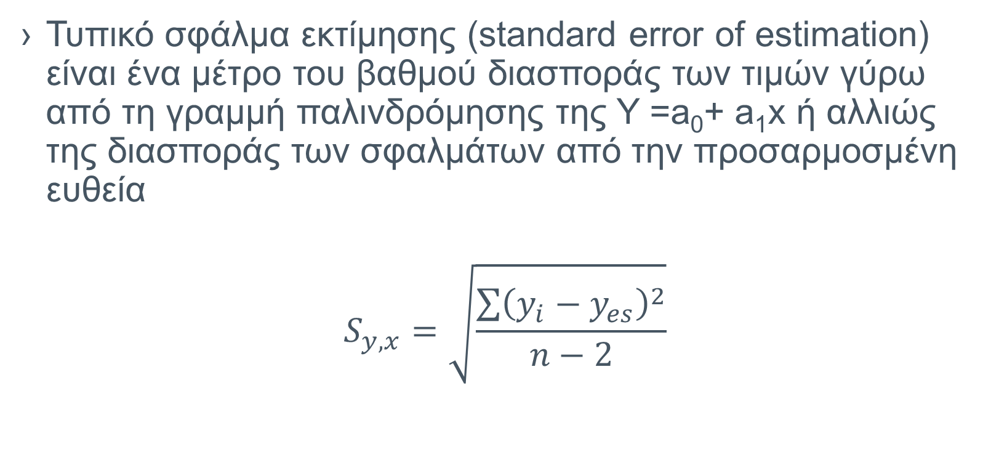 › Τυπικό σφάλμα εκτίμησης (standard error of estimation)
είναι ένα μέτρο του βαθμού διασποράς των τιμών γύρω
από τη γραμμή παλινδρόμησης της Y =a₀+ a₁x ή αλλιώς
της διασποράς των σφαλμάτων από την προσαρμοσμένη
ευθεία
$S_{y,x} = \sqrt{\frac{\sum (y_i - y_{es})^2}{n - 2}}$